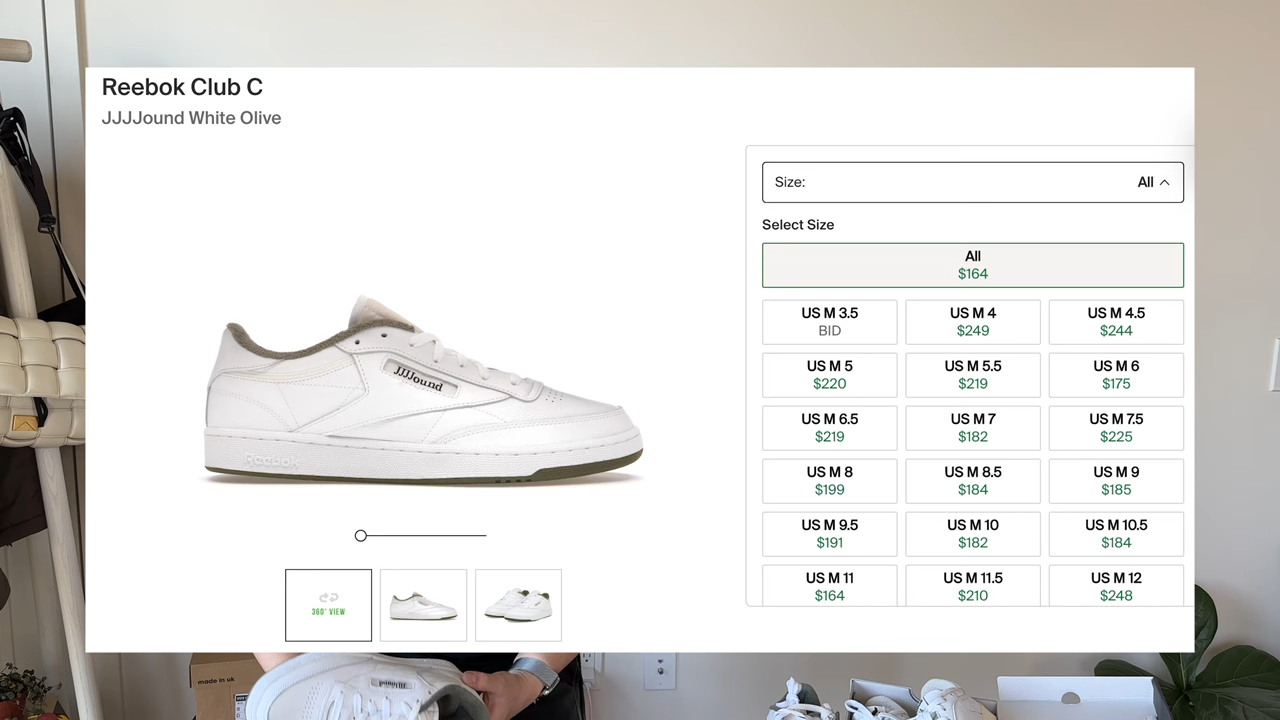 Reebok Club C
JJJJound White Olive
Size:
All
Select Size
All
$164
US M 3.5
BID
US M 4
$249
US M 4.5
$244
US M 5
$220
US M 5.5
$219
US M 6
$175
US M 6.5
$219
US M 7
$182
US M 7.5
$225
US M 8
$199
US M 8.5
$184
US M 9
$185
US M 9.5
$191
US M 10
$182
US M 10.5
$184
US M 11
$164
US M 11.5
$210
US M 12
$248
JJJJound
Reebok
360° VIEW
made in uk